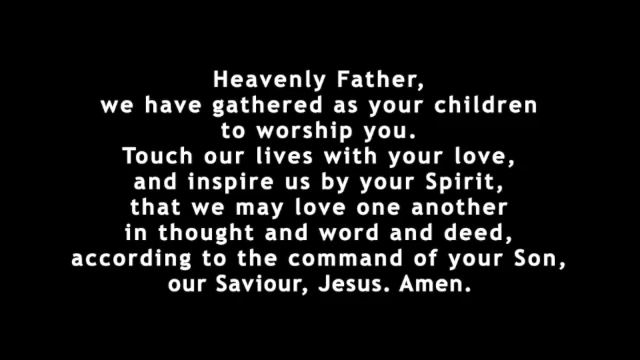 Heavenly Father,
we have gathered as your children
to worship you.
Touch our lives with your love,
and inspire us by your Spirit,
that we may love one another
in thought and word and deed,
according to the command of your Son,
our Saviour, Jesus. Amen.